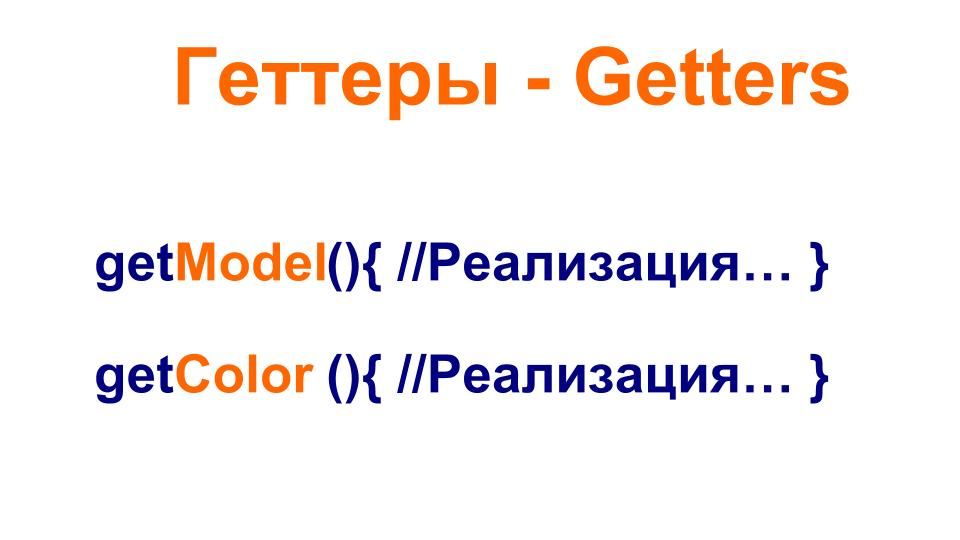 Геттеры - Getters
getModel(){ //Реализация… }
getColor (){ //Реализация… }